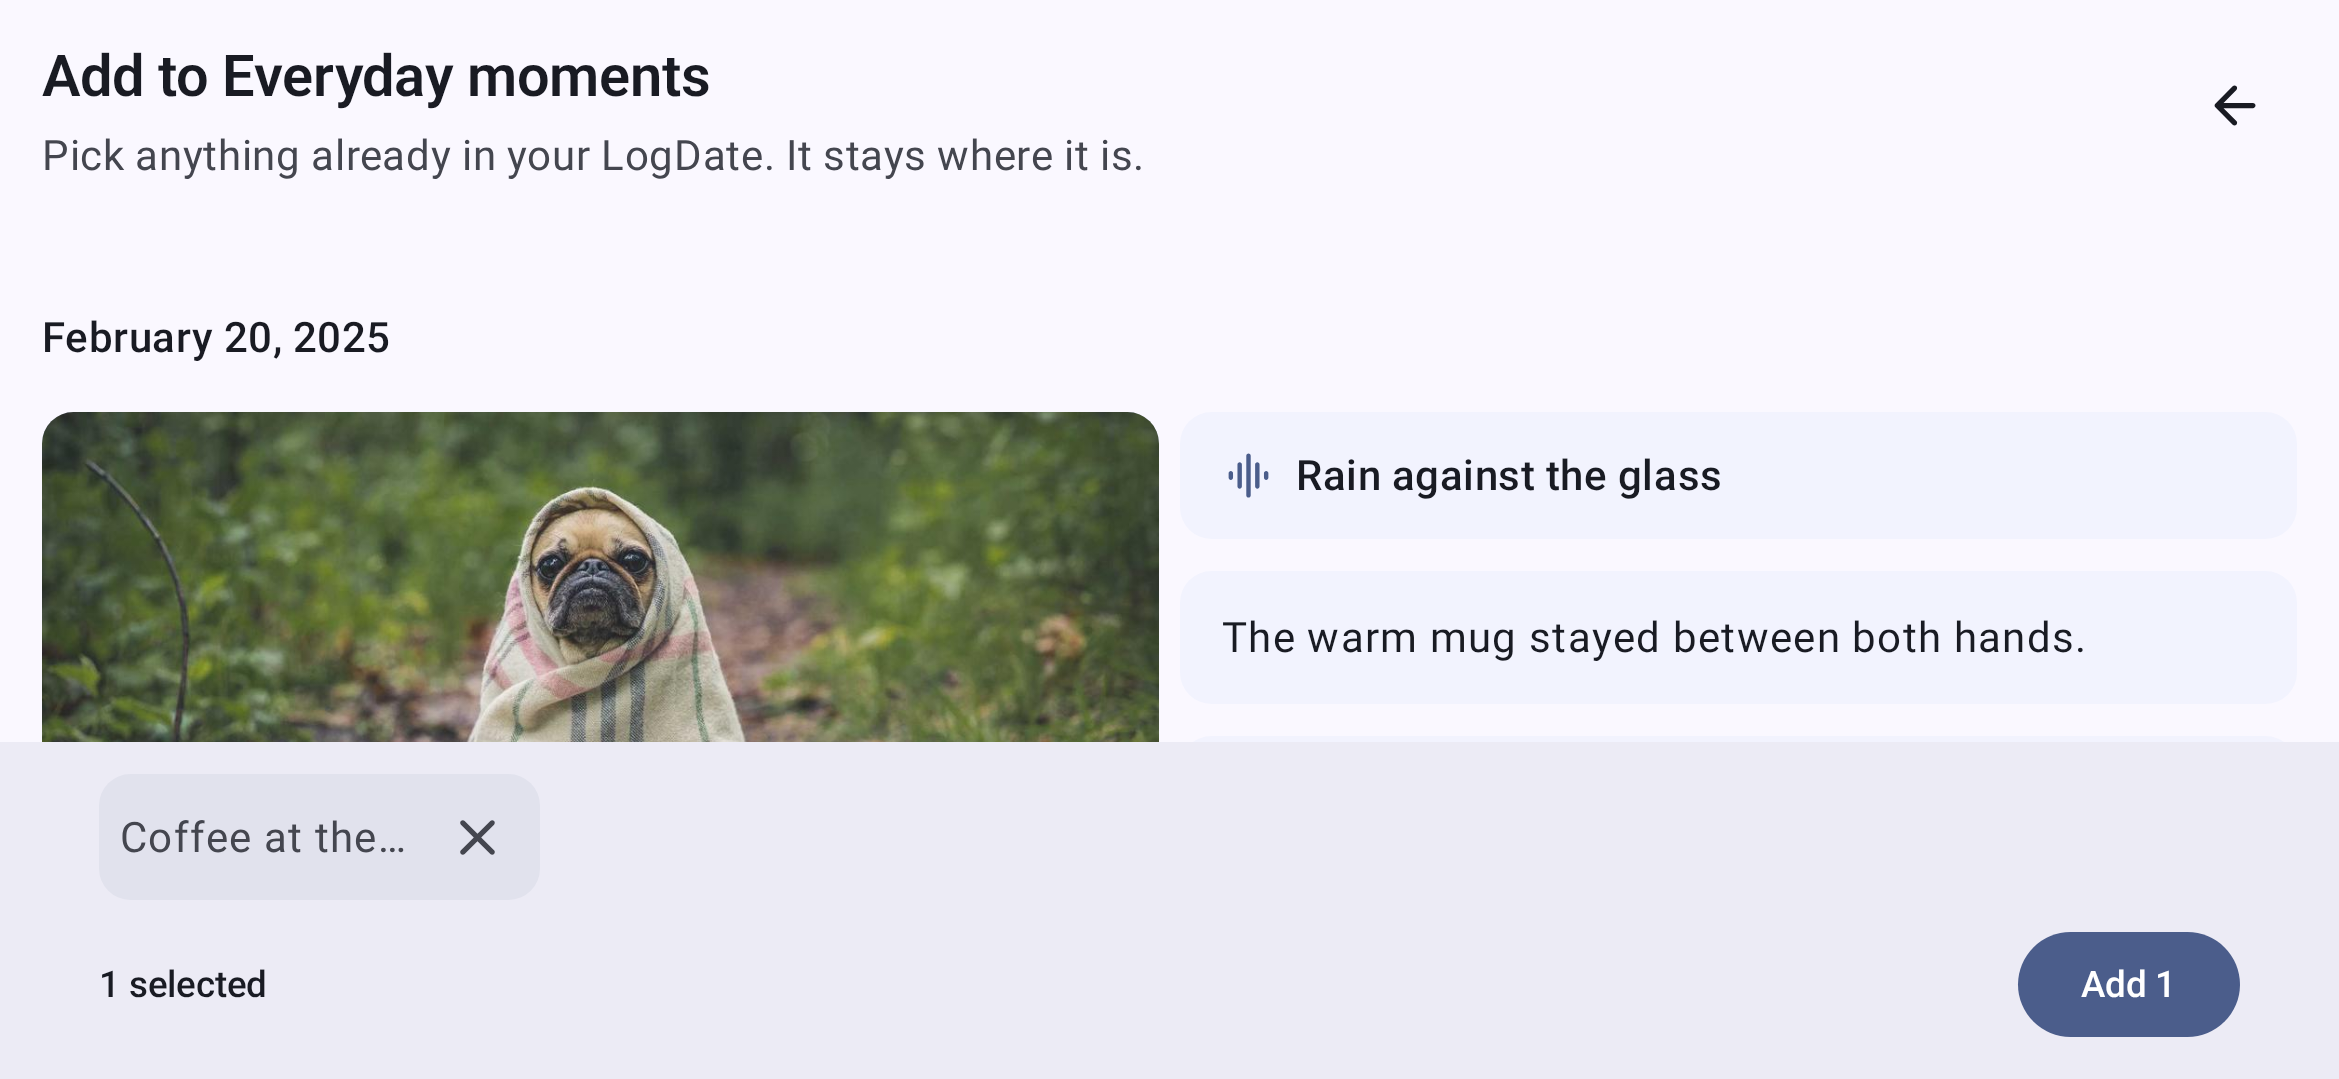 Add to Everyday moments
Pick anything already in your LogDate. It stays where it is.
February 20, 2025
Rain against the glass
The warm mug stayed between both hands.
Coffee at the…
1 selected
Add 1